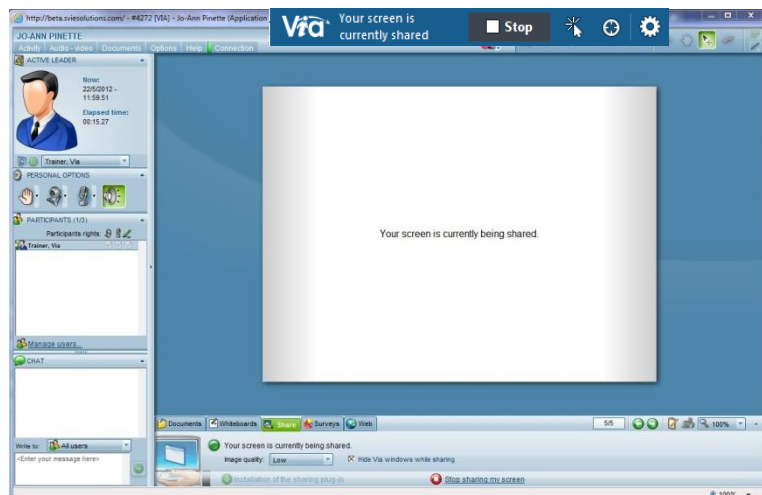 http://beta.sviesolutions.com/ - #4272 [VIA] - Jo-Ann Pinette (Application
Via
Your screen is
currently shared
Stop
JO-ANN PINETTE
Activity Audio - video Documents Options Help Connection
ACTIVE LEADER
Now:
22/5/2012 -
11:59:51
Elapsed time:
00:15.27
Trainer, Via
PERSONAL OPTIONS
PARTICIPANTS (1/3)
Participants rights:
Trainer, Via
Manage users...
CHAT
Write to: All users
<Enter your message here>
Your screen is currently being shared.
Documents Whiteboards Share Surveys Web
5/5
100%
Your screen is currently being shared.
Image quality: Low
Hide Via windows while sharing
Installation of the sharing plug-in
Stop sharing my screen
100%